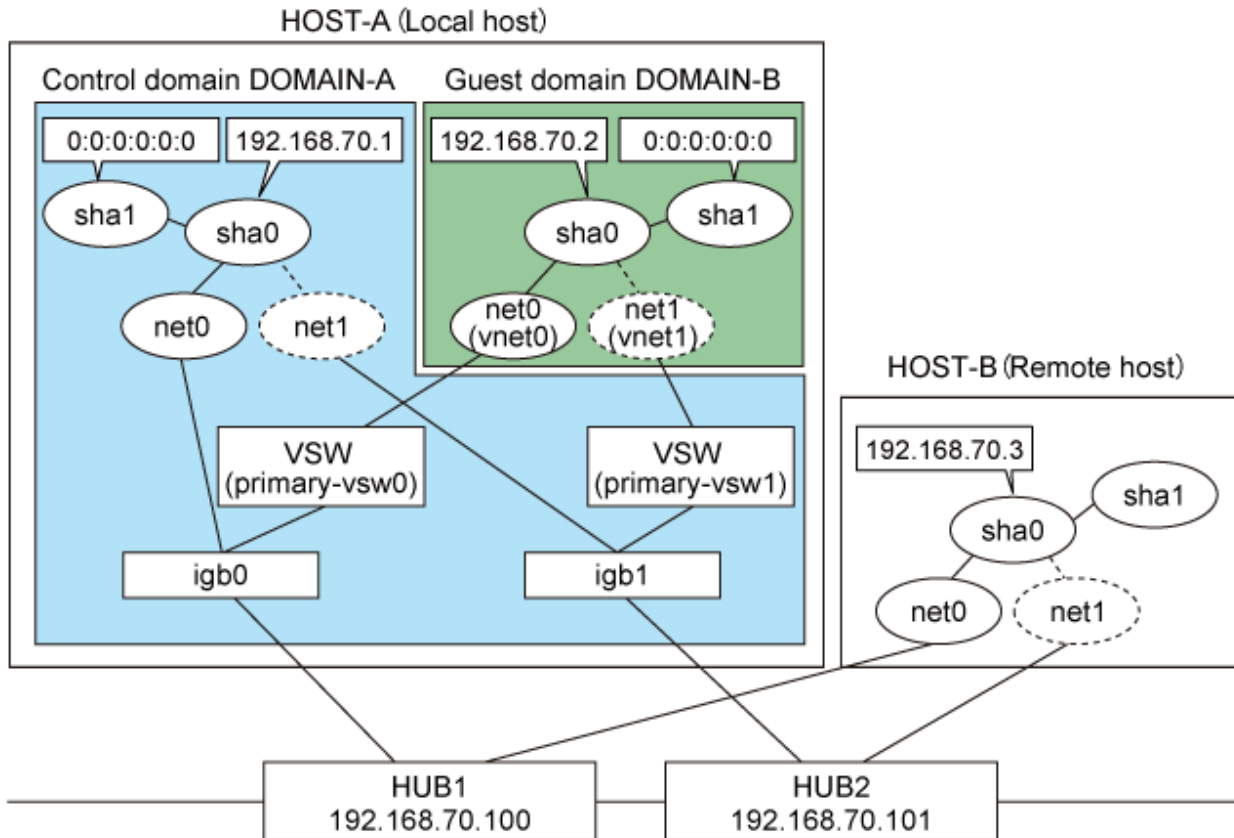 HOST-A (Local host)
Control domain DOMAIN-A
Guest domain DOMAIN-B
0:0:0:0:0:0
192.168.70.1
192.168.70.2
0:0:0:0:0:0
sha1
sha0
sha0
sha1
net0
net1
net0
(vnet0)
net1
(vnet1)
HOST-B (Remote host)
VSW
(primary-vsw0)
VSW
(primary-vsw1)
192.168.70.3
sha1
sha0
igb0
igb1
net0
net1
HUB1
192.168.70.100
HUB2
192.168.70.101